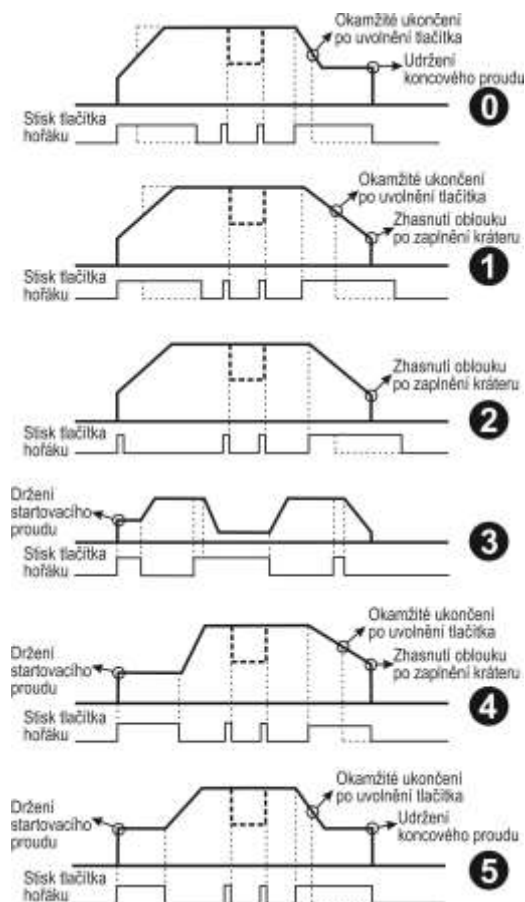 Okamžité ukončení
po uvolnění tlačítka
Udržení
koncového proudu
0
Stisk tlačítka
hořáku
Okamžité ukončení
po uvolnění tlačítka
Zhasnutí oblouku
po zaplnění kráteru
1
Stisk tlačítka
hořáku
Zhasnutí oblouku
po zaplnění kráteru
2
Stisk tlačítka
hořáku
Držení
startovacího
proudu
3
Stisk tlačítka
hořáku
Okamžité ukončení
po uvolnění tlačítka
Držení
startovacího
proudu
Zhasnutí oblouku
po zaplnění kráteru
4
Stisk tlačítka
hořáku
Okamžité ukončení
po uvolnění tlačítka
Držení
startovacího
proudu
Udržení
koncového proudu
5
Stisk tlačítka
hořáku